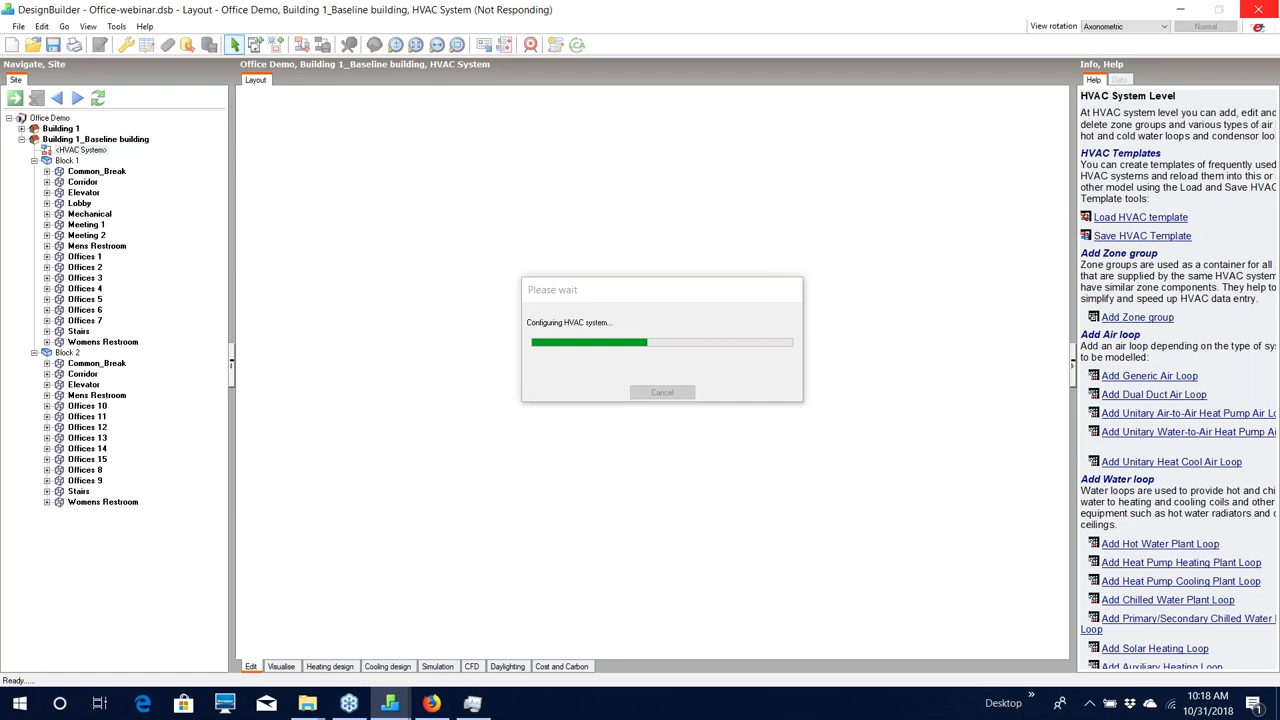 DesignBuilder - Office-webinar.dsb - Layout - Office Demo, Building 1_Baseline building, HVAC System (Not Responding)
File Edit Go View Tools Help
View rotation Axonometric Normal
Navigate, Site
Office Demo, Building 1_Baseline building, HVAC System
Info, Help
Site
Layout
Help Data
Office Demo
Building 1
Building 1_Baseline building
<HVAC System>
Block 1
Common_Break
Corridor
Elevator
Lobby
Mechanical
Meeting 1
Meeting 2
Mens Restroom
Offices 1
Offices 2
Offices 3
Offices 4
Offices 5
Offices 6
Offices 7
Stairs
Womens Restroom
Block 2
Common_Break
Corridor
Elevator
Mens Restroom
Offices 10
Offices 11
Offices 12
Offices 13
Offices 14
Offices 15
Offices 8
Offices 9
Stairs
Womens Restroom
Please wait
Configuring HVAC system...
Cancel
HVAC System Level
At HVAC system level you can add, edit and
delete zone groups and various types of air
hot and cold water loops and condensor loo
HVAC Templates
You can create templates of frequently used
HVAC systems and reload them into this or
other model using the Load and Save HVAC
Template tools:
Load HVAC template
Save HVAC Template
Add Zone group
Zone groups are used as a container for all
that are supplied by the same HVAC system
have similar zone components. They help to
simplify and speed up HVAC data entry.
Add Zone group
Add Air loop
Add an air loop depending on the type of sys
to be modelled:
Add Generic Air Loop
Add Dual Duct Air Loop
Add Unitary Air-to-Air Heat Pump Air Lo
Add Unitary Water-to-Air Heat Pump Ai
Add Unitary Heat Cool Air Loop
Add Water loop
Water loops are used to provide hot and chi
water to heating and cooling coils and other
equipment such as hot water radiators and c
ceilings.
Add Hot Water Plant Loop
Add Heat Pump Heating Plant Loop
Add Heat Pump Cooling Plant Loop
Add Chilled Water Plant Loop
Add Primary/Secondary Chilled Water
Loop
Add Solar Heating Loop
Add Auxiliary Heating Loop
Edit Visualise Heating design Cooling design Simulation CFD Daylighting Cost and Carbon
Ready.....
Desktop
10:18 AM
10/31/2018
1